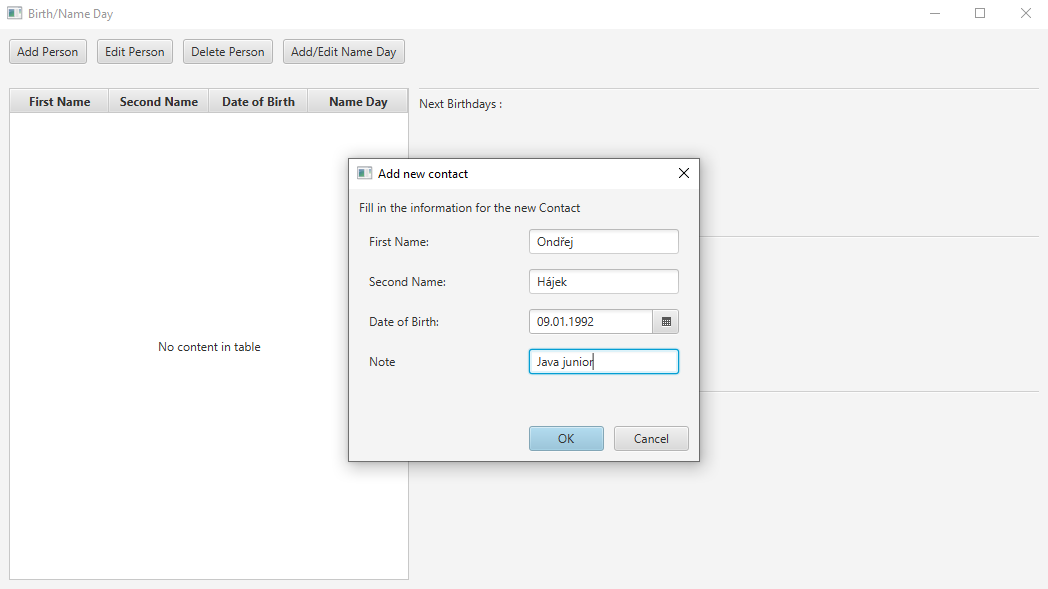 Birth/Name Day
Add Person Edit Person Delete Person Add/Edit Name Day
First Name Second Name Date of Birth Name Day
Next Birthdays :
No content in table
Add new contact
Fill in the information for the new Contact
First Name: Ondřej
Second Name: Hájek
Date of Birth: 09.01.1992
Note Java junior
OK Cancel